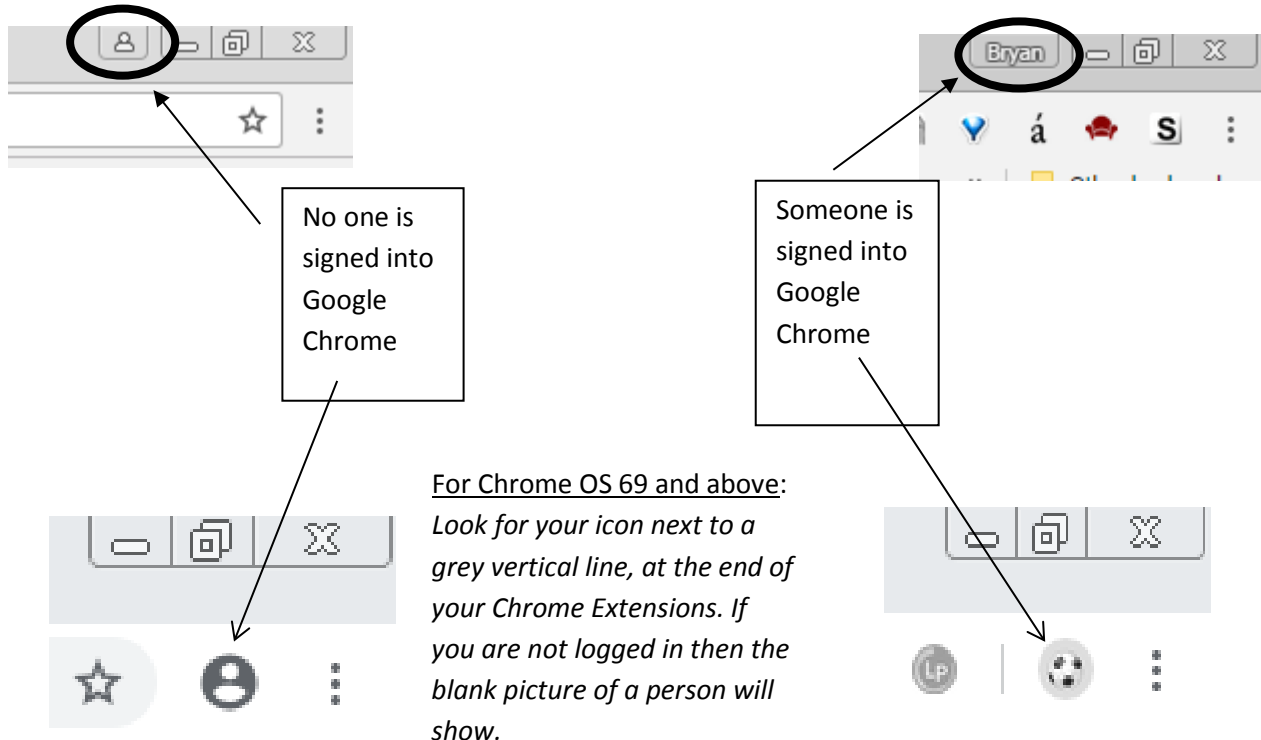 Bryan
á
S
No one is
signed into
Google
Chrome
Someone is
signed into
Google
Chrome
For Chrome OS 69 and above:
Look for your icon next to a
grey vertical line, at the end of
your Chrome Extensions. If
you are not logged in then the
blank picture of a person will
show.
LP